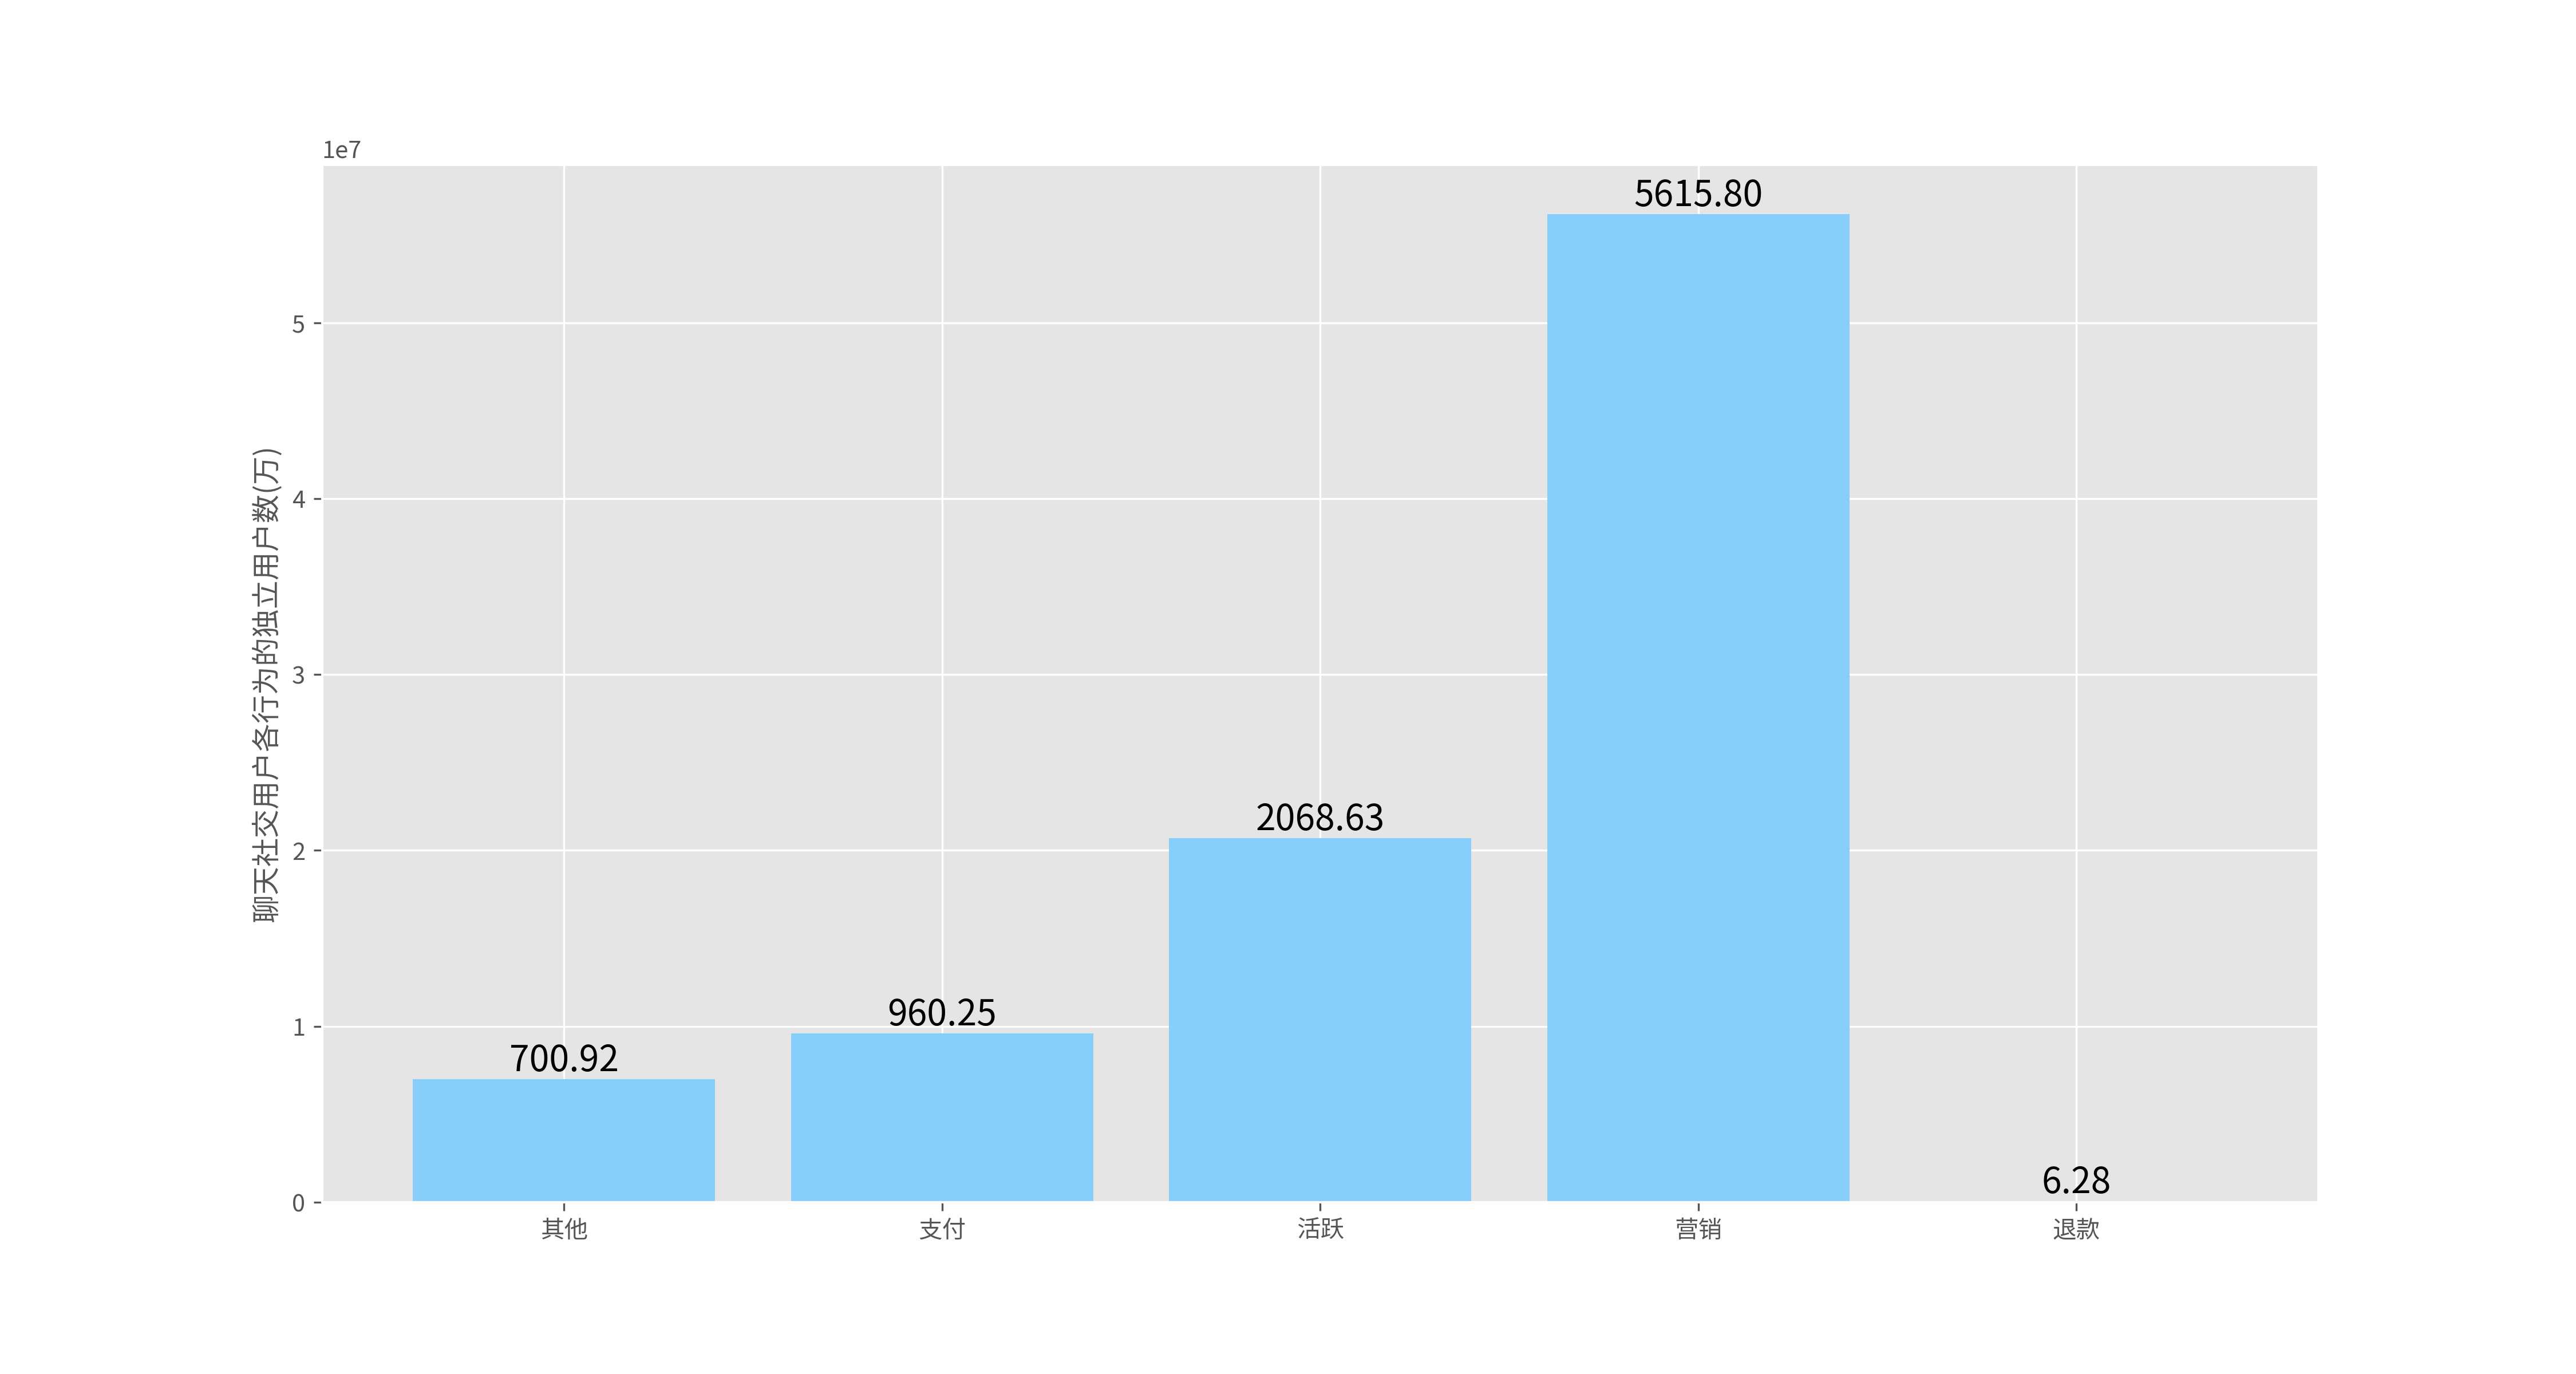 1e7
5615.80
5
4
3
2
1
0
聊天社交用户各行为的独立用户数(万)
2068.63
960.25
700.92
6.28
其他
支付
活跃
营销
退款